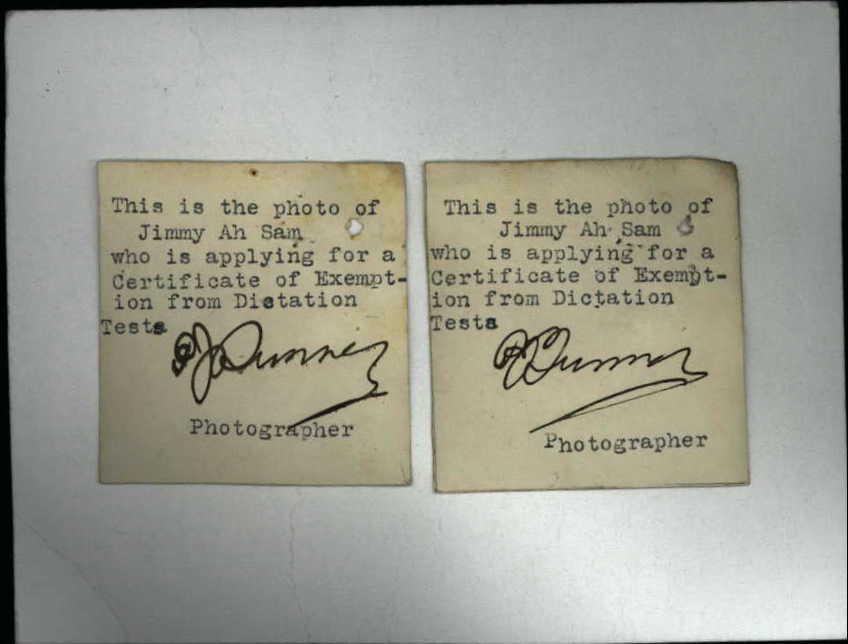 This is the photo of
Jimmy Ah Sam
who is applying for a
Certificate of Exempt-
ion from Dictation
Tests
Photographer
This is the photo of
Jimmy Ah Sam
who is applying for a
Certificate of Exempt-
ion from Dictation
Tests
Photographer